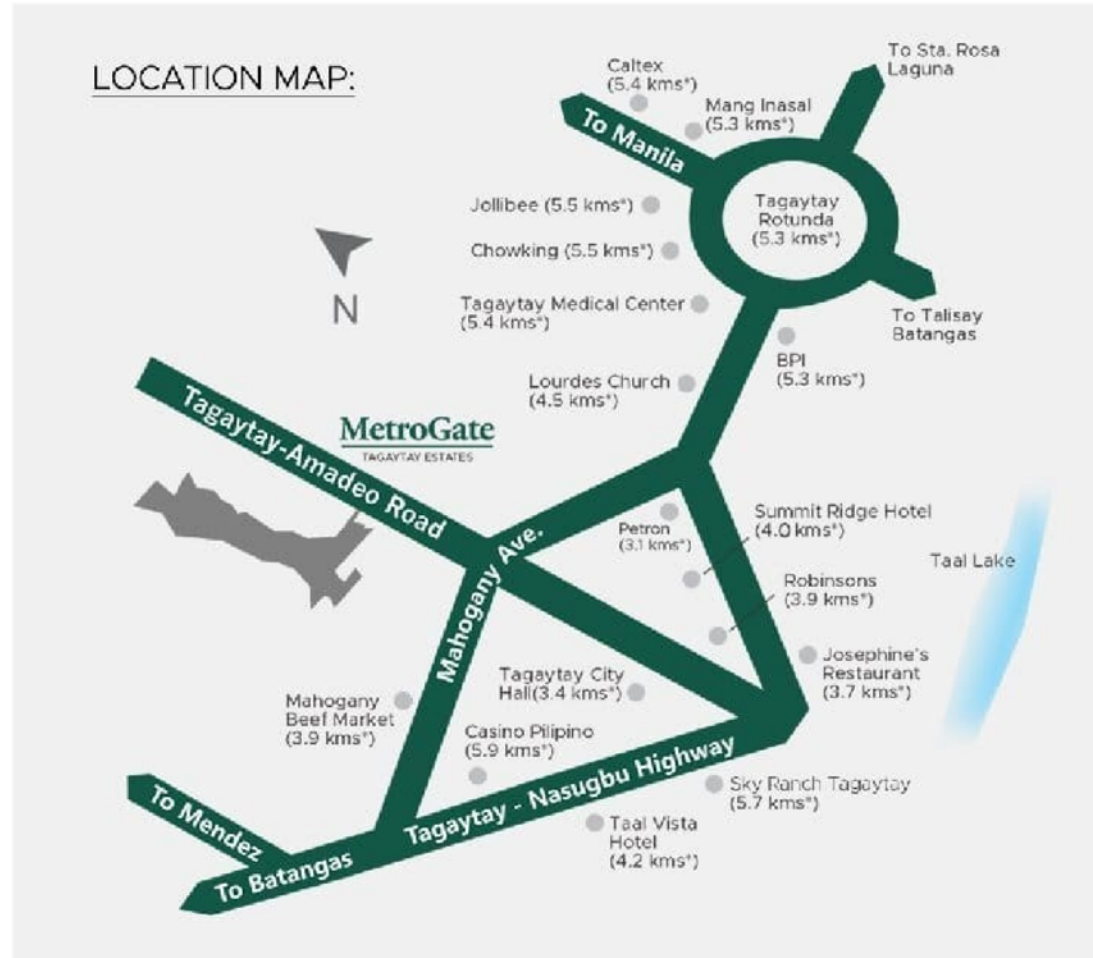 LOCATION MAP:
To Sta. Rosa
Laguna
Caltex
(5.4 kms*)
Mang Inasal
(5.3 kms*)
To Manila
Jollibee (5.5 kms*)
Tagaytay
Rotunda
(5.3 kms*)
Chowking (5.5 kms*)
N
Tagaytay Medical Center
(5.4 kms*)
To Talisay
Batangas
BPI
(5.3 kms*)
Lourdes Church
(4.5 kms*)
Tagaytay-Amadeo Road
MetroGate
TAGAYTAY ESTATES
Petron
(3.1 kms*)
Summit Ridge Hotel
(4.0 kms*)
Taal Lake
Robinsons
(3.9 kms*)
Mahogany Ave.
Josephine's
Restaurant
(3.7 kms*)
Tagaytay City
Hall(3.4 kms*)
Mahogany
Beef Market
(3.9 kms*)
Casino Pilipino
(5.9 kms*)
Tagaytay - Nasugbu Highway
Sky Ranch Tagaytay
(5.7 kms*)
Taal Vista
Hotel
(4.2 kms*)
To Mendez
To Batangas